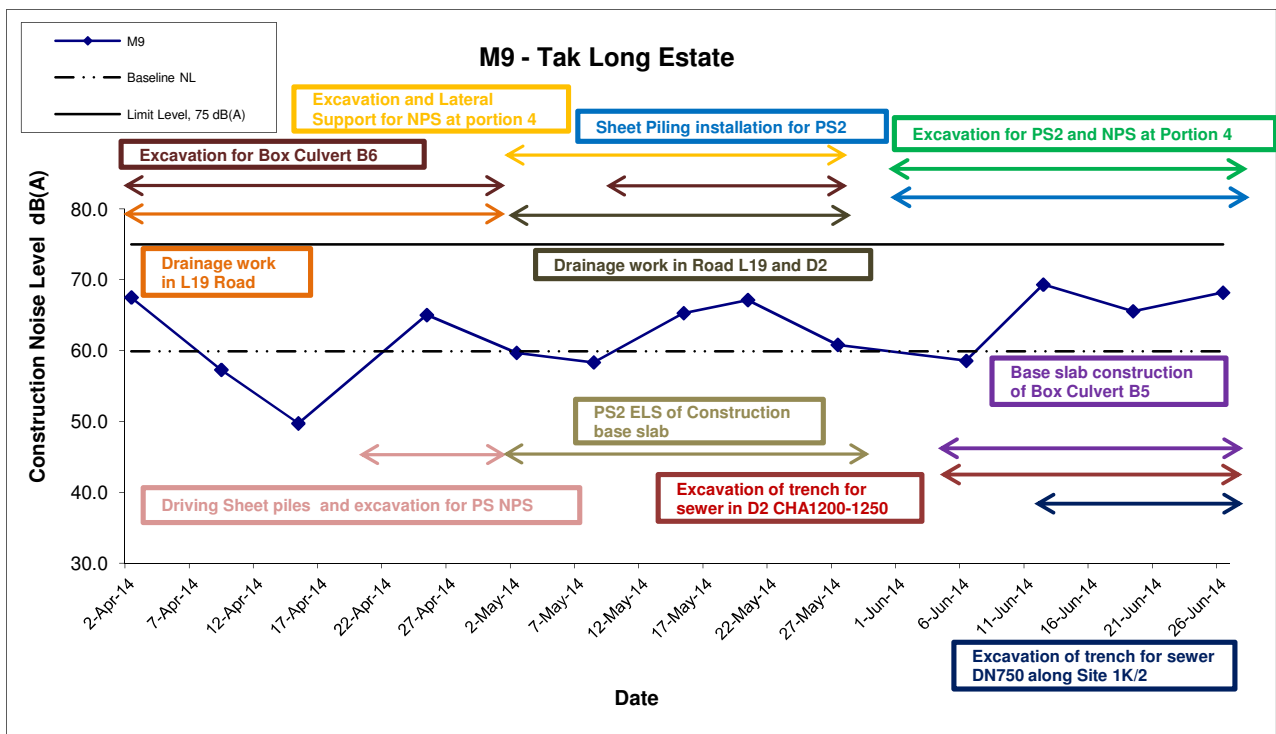 M9
Baseline NL
Limit Level, 75 dB(A)
M9 - Tak Long Estate
Excavation and Lateral
Support for NPS at portion 4
Sheet Piling installation for PS2
Excavation for PS2 and NPS at Portion 4
Excavation for Box Culvert B6
Drainage work
in L19 Road
Drainage work in Road L19 and D2
Base slab construction
of Box Culvert B5
PS2 ELS of Construction
base slab
Driving Sheet piles and excavation for PS NPS
Excavation of trench for
sewer in D2 CHA1200-1250
Construction Noise Level dB(A)
80.0
70.0
60.0
50.0
40.0
30.0
2-Apr-14
7-Apr-14
12-Apr-14
17-Apr-14
22-Apr-14
27-Apr-14
2-May-14
7-May-14
12-May-14
17-May-14
22-May-14
27-May-14
1-Jun-14
6-Jun-14
11-Jun-14
16-Jun-14
21-Jun-14
26-Jun-14
Excavation of trench for sewer
DN750 along Site 1K/2
Date